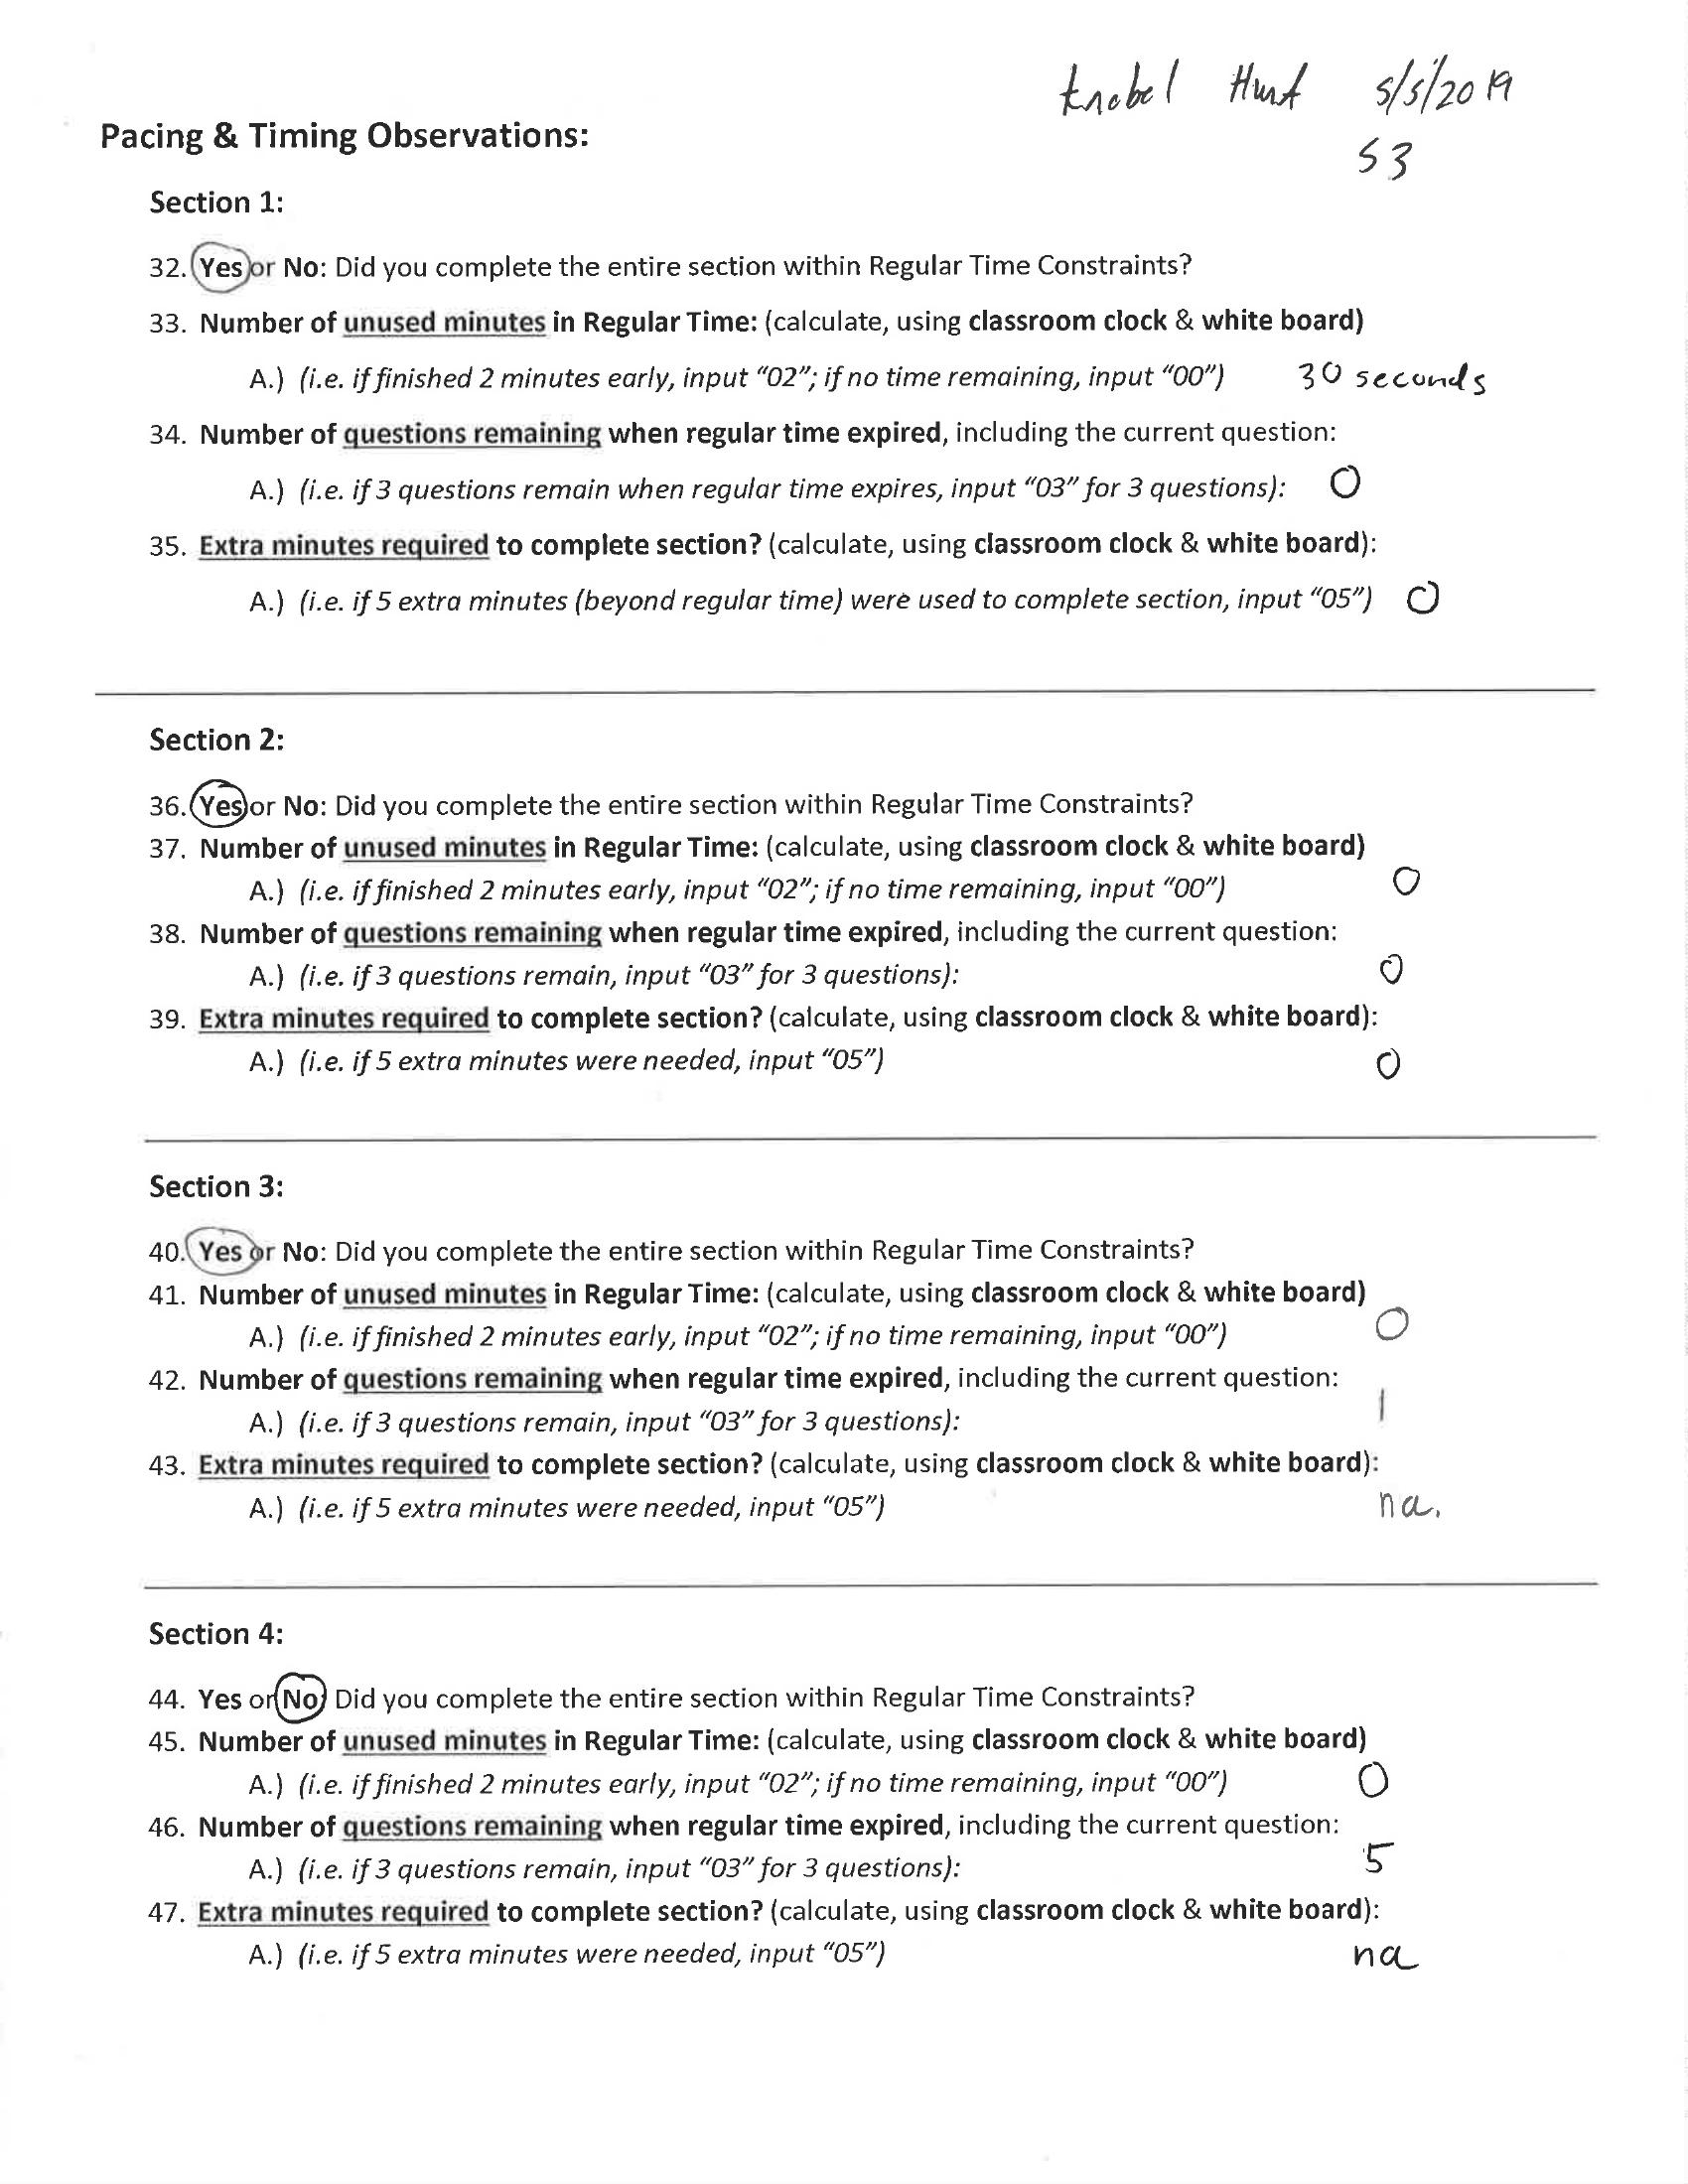 Knobel Hunt 5/5/2019
Pacing & Timing Observations:
S3
Section 1:
32. Yes or No: Did you complete the entire section within Regular Time Constraints?
33. Number of unused minutes in Regular Time: (calculate, using classroom clock & white board)
A.) (i.e. if finished 2 minutes early, input “02”; if no time remaining, input “00”) 30 seconds
34. Number of questions remaining when regular time expired, including the current question:
A.) (i.e. if 3 questions remain when regular time expires, input “03” for 3 questions): 0
35. Extra minutes required to complete section? (calculate, using classroom clock & white board):
A.) (i.e. if 5 extra minutes (beyond regular time) were used to complete section, input “05”) 0
Section 2:
36. Yes or No: Did you complete the entire section within Regular Time Constraints?
37. Number of unused minutes in Regular Time: (calculate, using classroom clock & white board)
A.) (i.e. if finished 2 minutes early, input “02”; if no time remaining, input “00”) 0
38. Number of questions remaining when regular time expired, including the current question:
A.) (i.e. if 3 questions remain, input “03” for 3 questions): 0
39. Extra minutes required to complete section? (calculate, using classroom clock & white board):
A.) (i.e. if 5 extra minutes were needed, input “05”) 0
Section 3:
40. Yes or No: Did you complete the entire section within Regular Time Constraints?
41. Number of unused minutes in Regular Time: (calculate, using classroom clock & white board)
A.) (i.e. if finished 2 minutes early, input “02”; if no time remaining, input “00”) 0
42. Number of questions remaining when regular time expired, including the current question:
A.) (i.e. if 3 questions remain, input “03” for 3 questions): 1
43. Extra minutes required to complete section? (calculate, using classroom clock & white board):
A.) (i.e. if 5 extra minutes were needed, input “05”) na.
Section 4:
44. Yes or No: Did you complete the entire section within Regular Time Constraints?
45. Number of unused minutes in Regular Time: (calculate, using classroom clock & white board)
A.) (i.e. if finished 2 minutes early, input “02”; if no time remaining, input “00”) 0
46. Number of questions remaining when regular time expired, including the current question:
A.) (i.e. if 3 questions remain, input “03” for 3 questions): 5
47. Extra minutes required to complete section? (calculate, using classroom clock & white board):
A.) (i.e. if 5 extra minutes were needed, input “05”) na